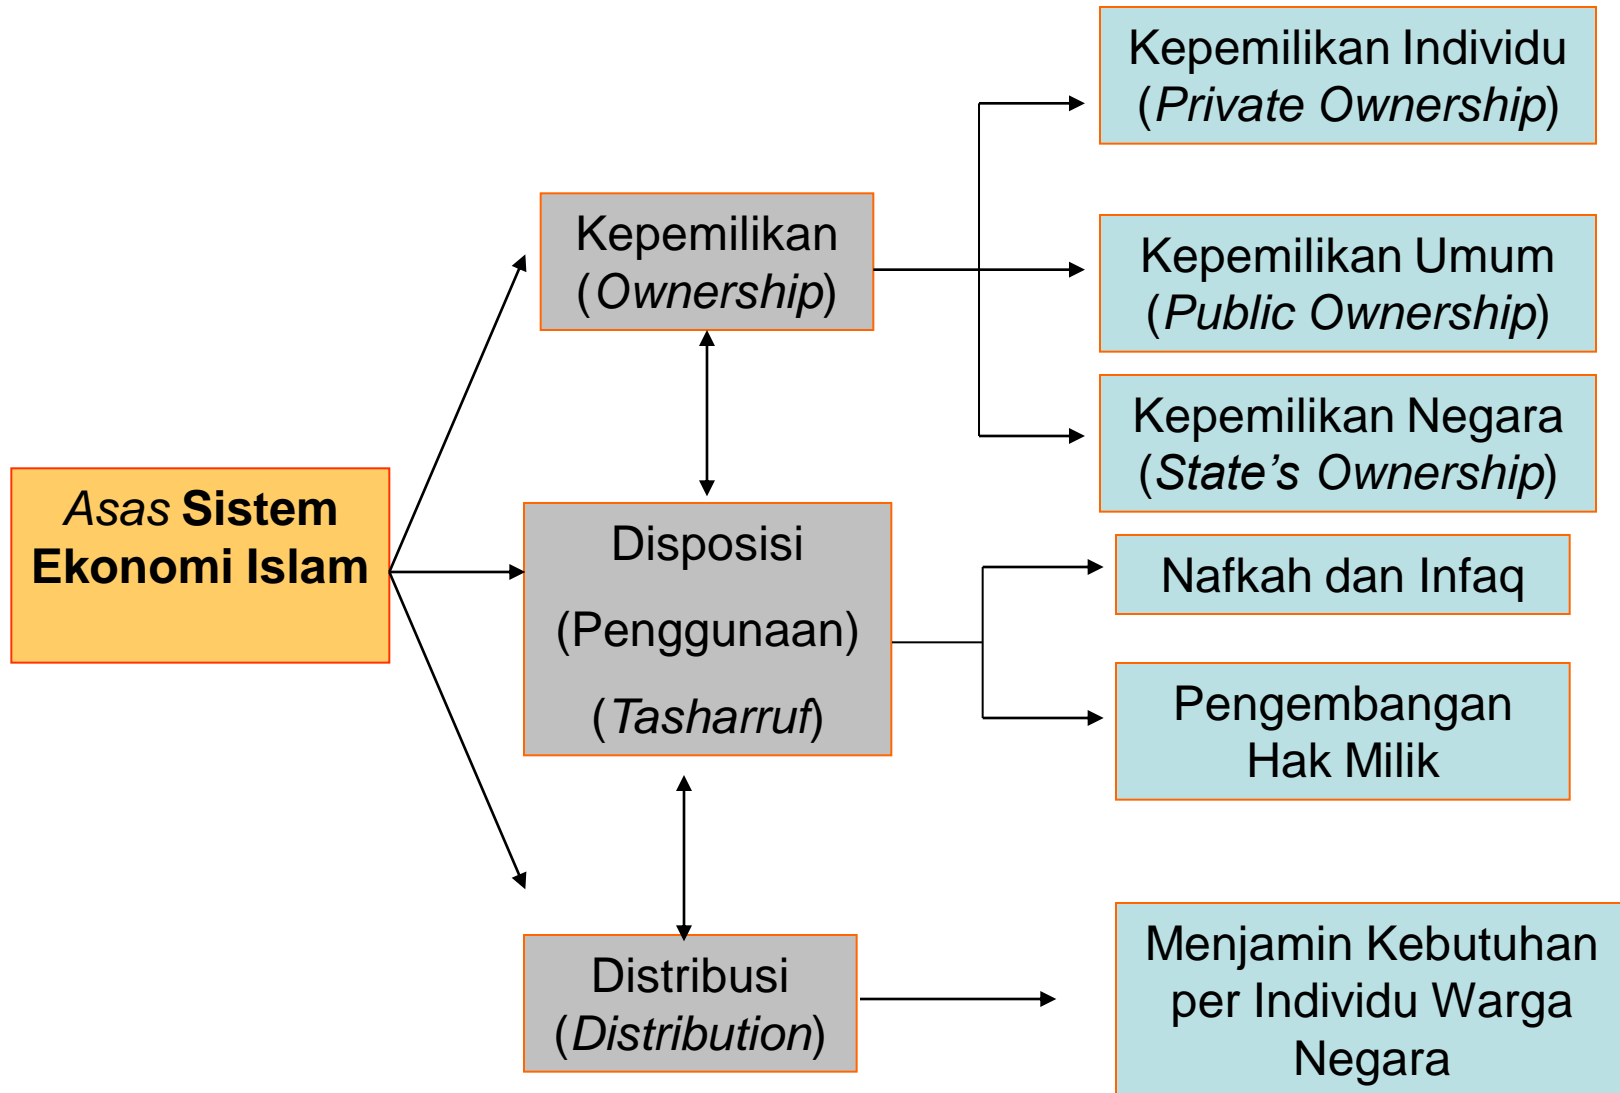 Asas Sistem
Ekonomi Islam
Kepemilikan
(Ownership)
Kepemilikan Individu
(Private Ownership)
Kepemilikan Umum
(Public Ownership)
Kepemilikan Negara
(State’s Ownership)
Disposisi
(Penggunaan)
(Tasharruf)
Nafkah dan Infaq
Pengembangan
Hak Milik
Distribusi
(Distribution)
Menjamin Kebutuhan
per Individu Warga
Negara